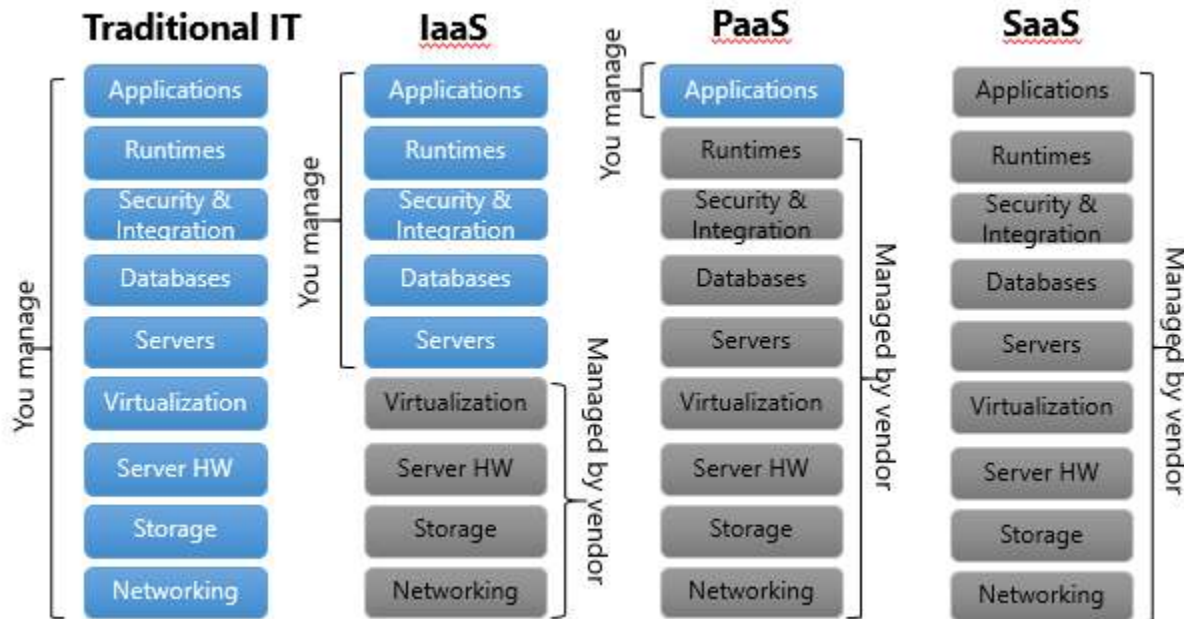 Traditional IT
You manage
Applications
Runtimes
Security &
Integration
Databases
Servers
Virtualization
Server HW
Storage
Networking
IaaS
You manage
Applications
Runtimes
Security &
Integration
Databases
Servers
Virtualization
Server HW
Storage
Networking
Managed by vendor
PaaS
You manage
Applications
Runtimes
Security &
Integration
Databases
Servers
Virtualization
Server HW
Storage
Networking
Managed by vendor
SaaS
Applications
Runtimes
Security &
Integration
Databases
Servers
Virtualization
Server HW
Storage
Networking
Managed by vendor